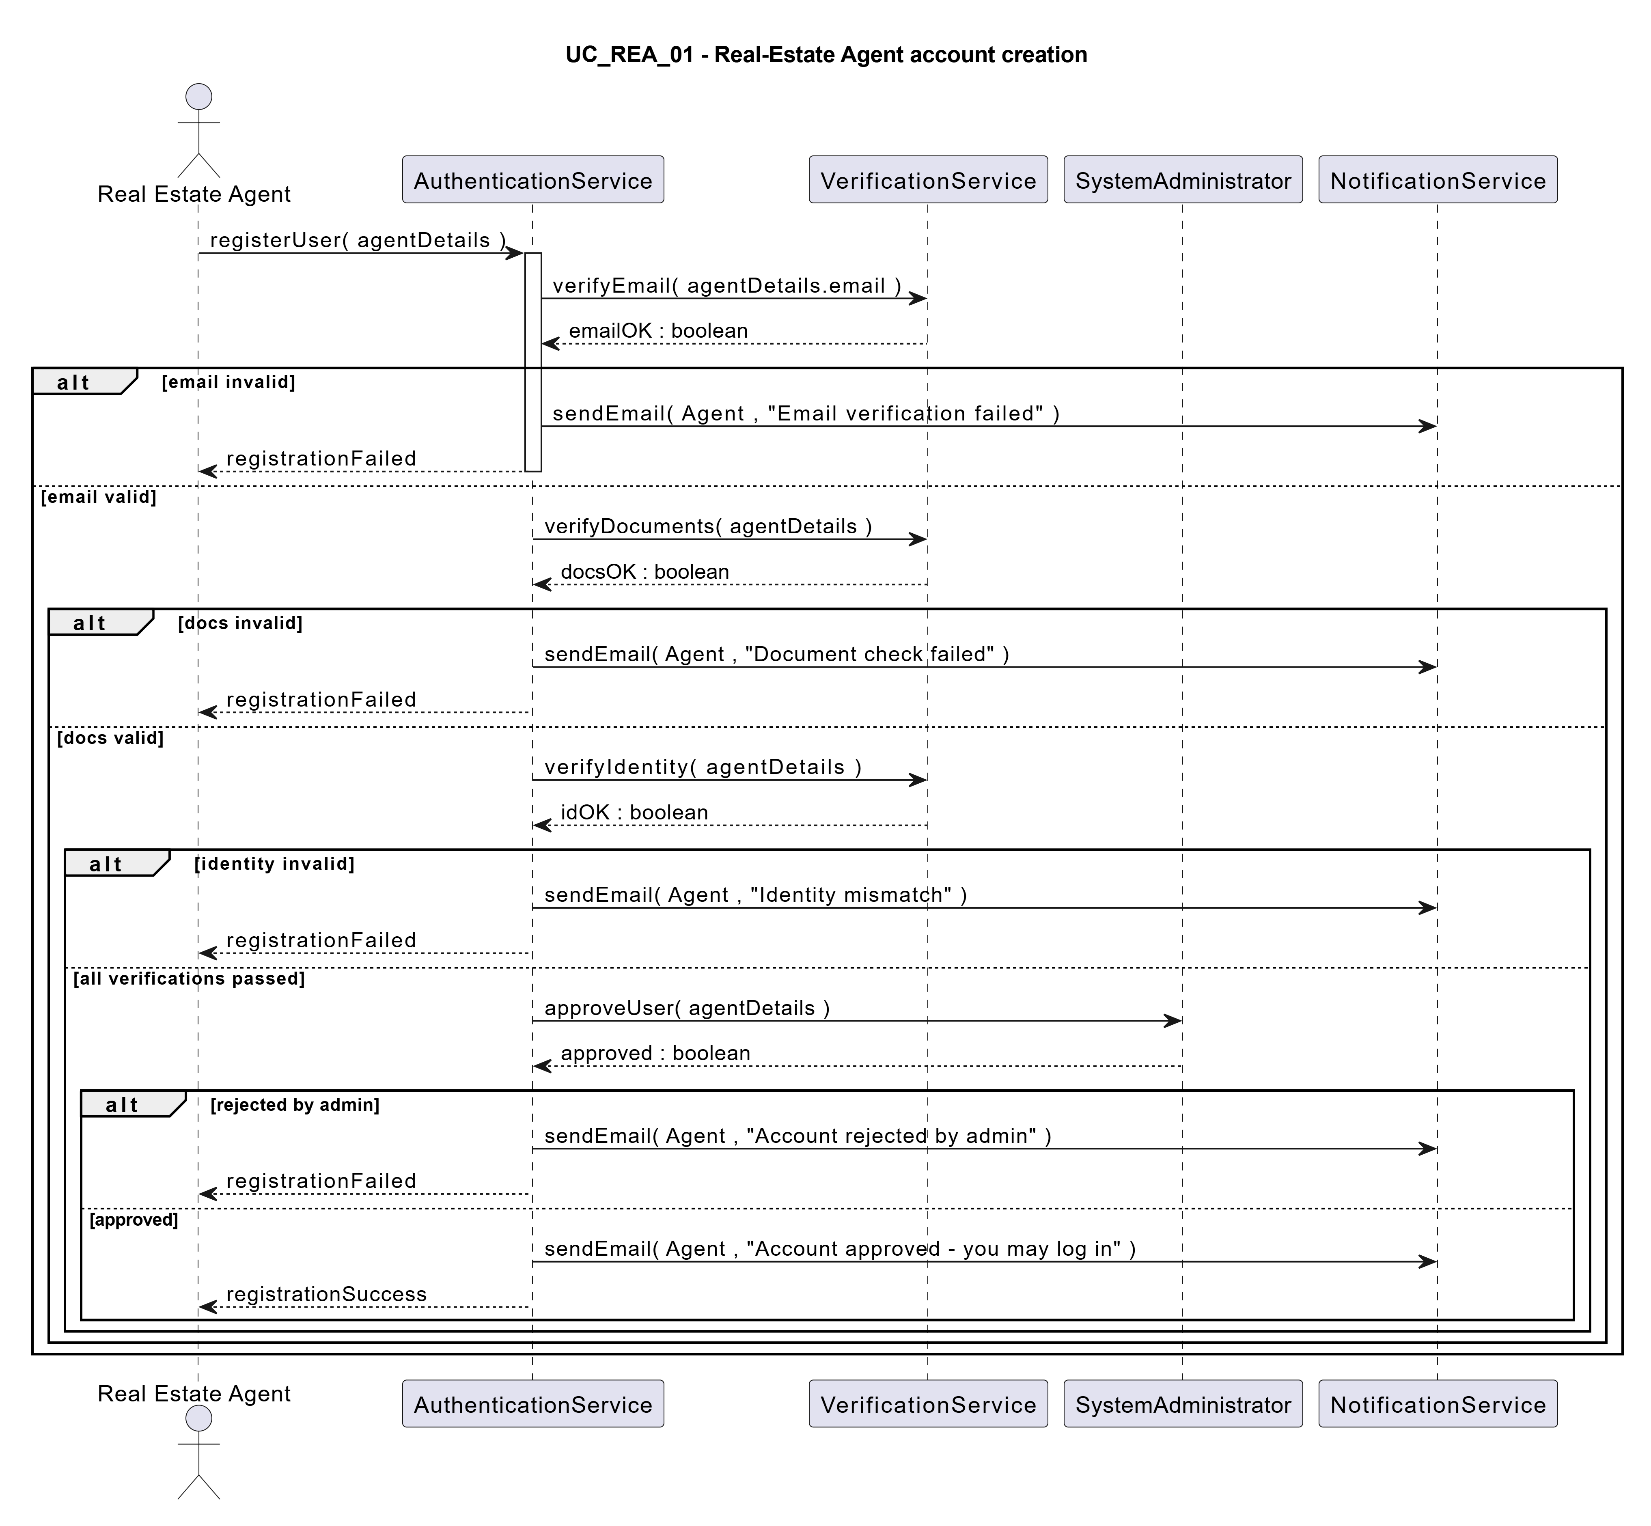 UC_REA_01 - Real-Estate Agent account creation
Real Estate Agent
AuthenticationService
VerificationService
SystemAdministrator
NotificationService
registerUser( agentDetails )
verifyEmail( agentDetails.email )
emailOK : boolean
alt [email invalid]
sendEmail( Agent , "Email verification failed" )
registrationFailed
[email valid]
verifyDocuments( agentDetails )
docsOK : boolean
alt [docs invalid]
sendEmail( Agent , "Document check failed" )
registrationFailed
[docs valid]
verifyIdentity( agentDetails )
idOK : boolean
alt [identity invalid]
sendEmail( Agent , "Identity mismatch" )
registrationFailed
[all verifications passed]
approveUser( agentDetails )
approved : boolean
alt [rejected by admin]
sendEmail( Agent , "Account rejected by admin" )
registrationFailed
[approved]
sendEmail( Agent , "Account approved - you may log in" )
registrationSuccess
Real Estate Agent
AuthenticationService
VerificationService
SystemAdministrator
NotificationService